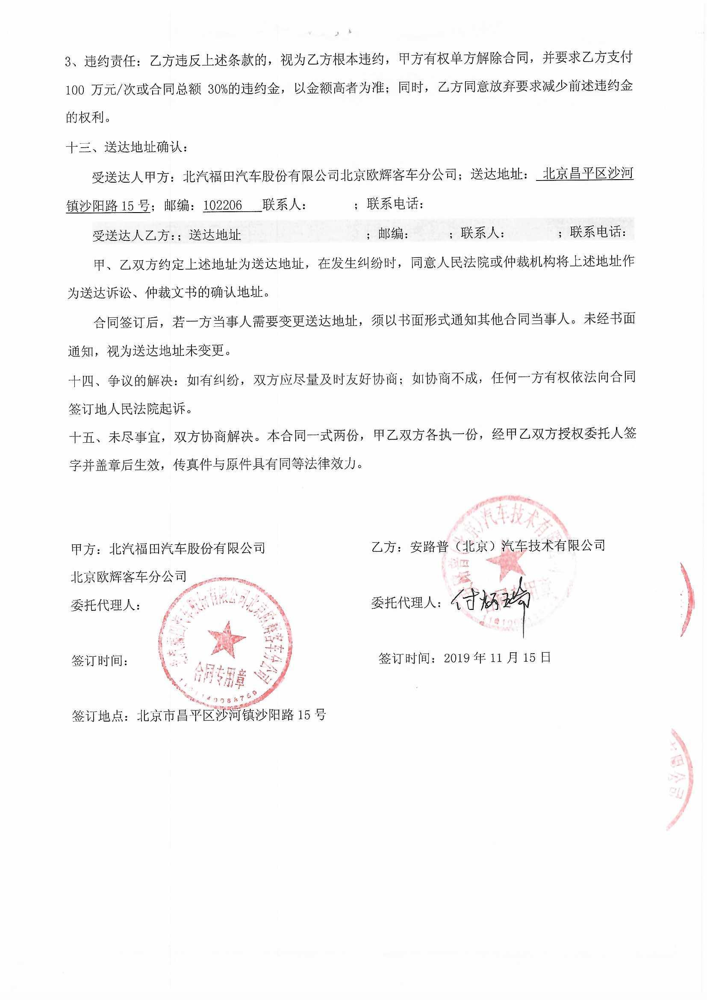 3、违约责任：乙方违反上述条款的，视为乙方根本违约，甲方有权单方解除合同，并要求乙方支付
100 万元/次或合同总额 30%的违约金，以金额高者为准；同时，乙方同意放弃要求减少前述违约金
的权利。
十三、送达地址确认：
受送达人甲方：北汽福田汽车股份有限公司北京欧辉客车分公司；送达地址： 北京昌平区沙河
镇沙阳路 15 号；邮编：102206 联系人： ；联系电话：
受送达人乙方:；送达地址 ；邮编： ；联系人： ；联系电话：
甲、乙双方约定上述地址为送达地址，在发生纠纷时，同意人民法院或仲裁机构将上述地址作
为送达诉讼、仲裁文书的确认地址。
合同签订后，若一方当事人需要变更送达地址，须以书面形式通知其他合同当事人。未经书面
通知，视为送达地址未变更。
十四、争议的解决：如有纠纷，双方应尽量及时友好协商；如协商不成，任何一方有权依法向合同
签订地人民法院起诉。
十五、未尽事宜，双方协商解决。本合同一式两份，甲乙双方各执一份，经甲乙双方授权委托人签
字并盖章后生效，传真件与原件具有同等法律效力。
甲方：北汽福田汽车股份有限公司
北京欧辉客车分公司
委托代理人：
签订时间：
签订地点：北京市昌平区沙河镇沙阳路 15 号
北汽福田汽车股份有限公司北京欧辉客车分公司
合同专用章
乙方：安路普（北京）汽车技术有限公司
委托代理人：
签订时间：2019 年 11 月 15 日
路普(北京)汽车技术有限
限公司